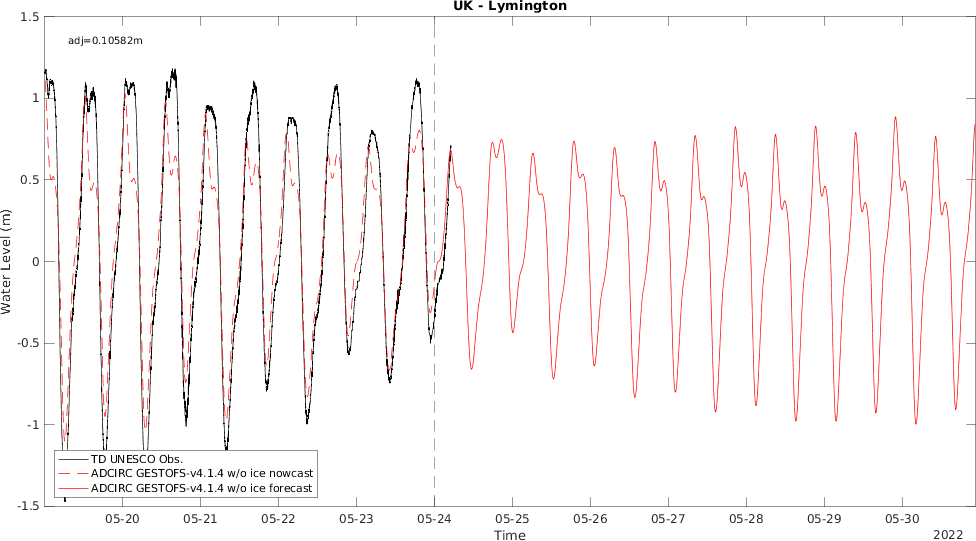 UK - Lymington
adj=0.10582m
1.5
1
0.5
0
-0.5
-1
-1.5
Water Level (m)
TD UNESCO Obs.
ADCIRC GESTOFS-v4.1.4 w/o ice nowcast
ADCIRC GESTOFS-v4.1.4 w/o ice forecast
05-20 05-21 05-22 05-23 05-24 05-25 05-26 05-27 05-28 05-29 05-30
Time
2022